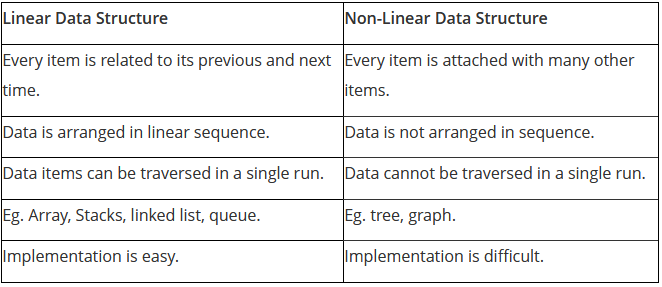 Linear Data Structure
Non-Linear Data Structure
Every item is related to its previous and next
time.
Every item is attached with many other
items.
Data is arranged in linear sequence.
Data is not arranged in sequence.
Data items can be traversed in a single run.
Data cannot be traversed in a single run.
Eg. Array, Stacks, linked list, queue.
Eg. tree, graph.
Implementation is easy.
Implementation is difficult.